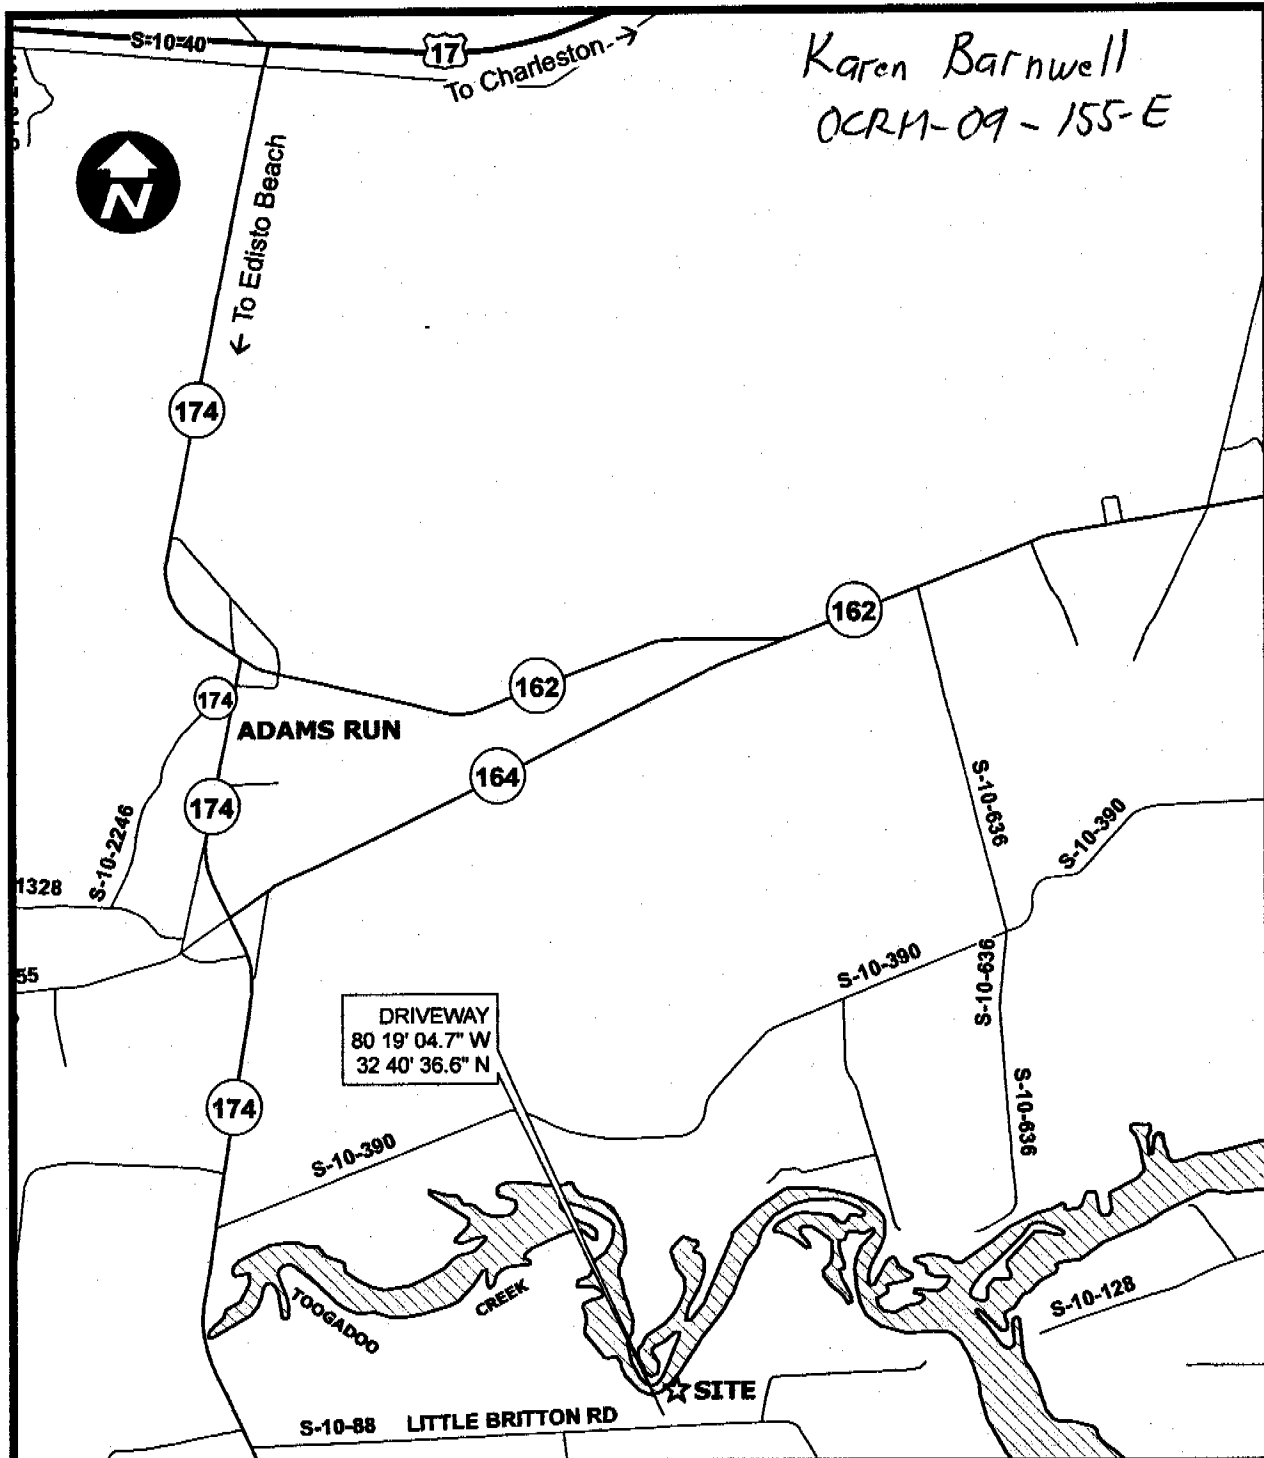 Karen Barnwell
OCRM-09-155-E
S-10-40
17
To Charleston →
N
← To Edisto Beach
174
162
162
174
ADAMS RUN
164
174
S-10-2246
S-10-636
S-10-390
1328
S-10-390
S-10-636
55
DRIVEWAY
80 19' 04.7" W
32 40' 36.6" N
174
S-10-636
S-10-390
TOOGADOO
CREEK
S-10-128
SITE
S-10-88 LITTLE BRITTON RD